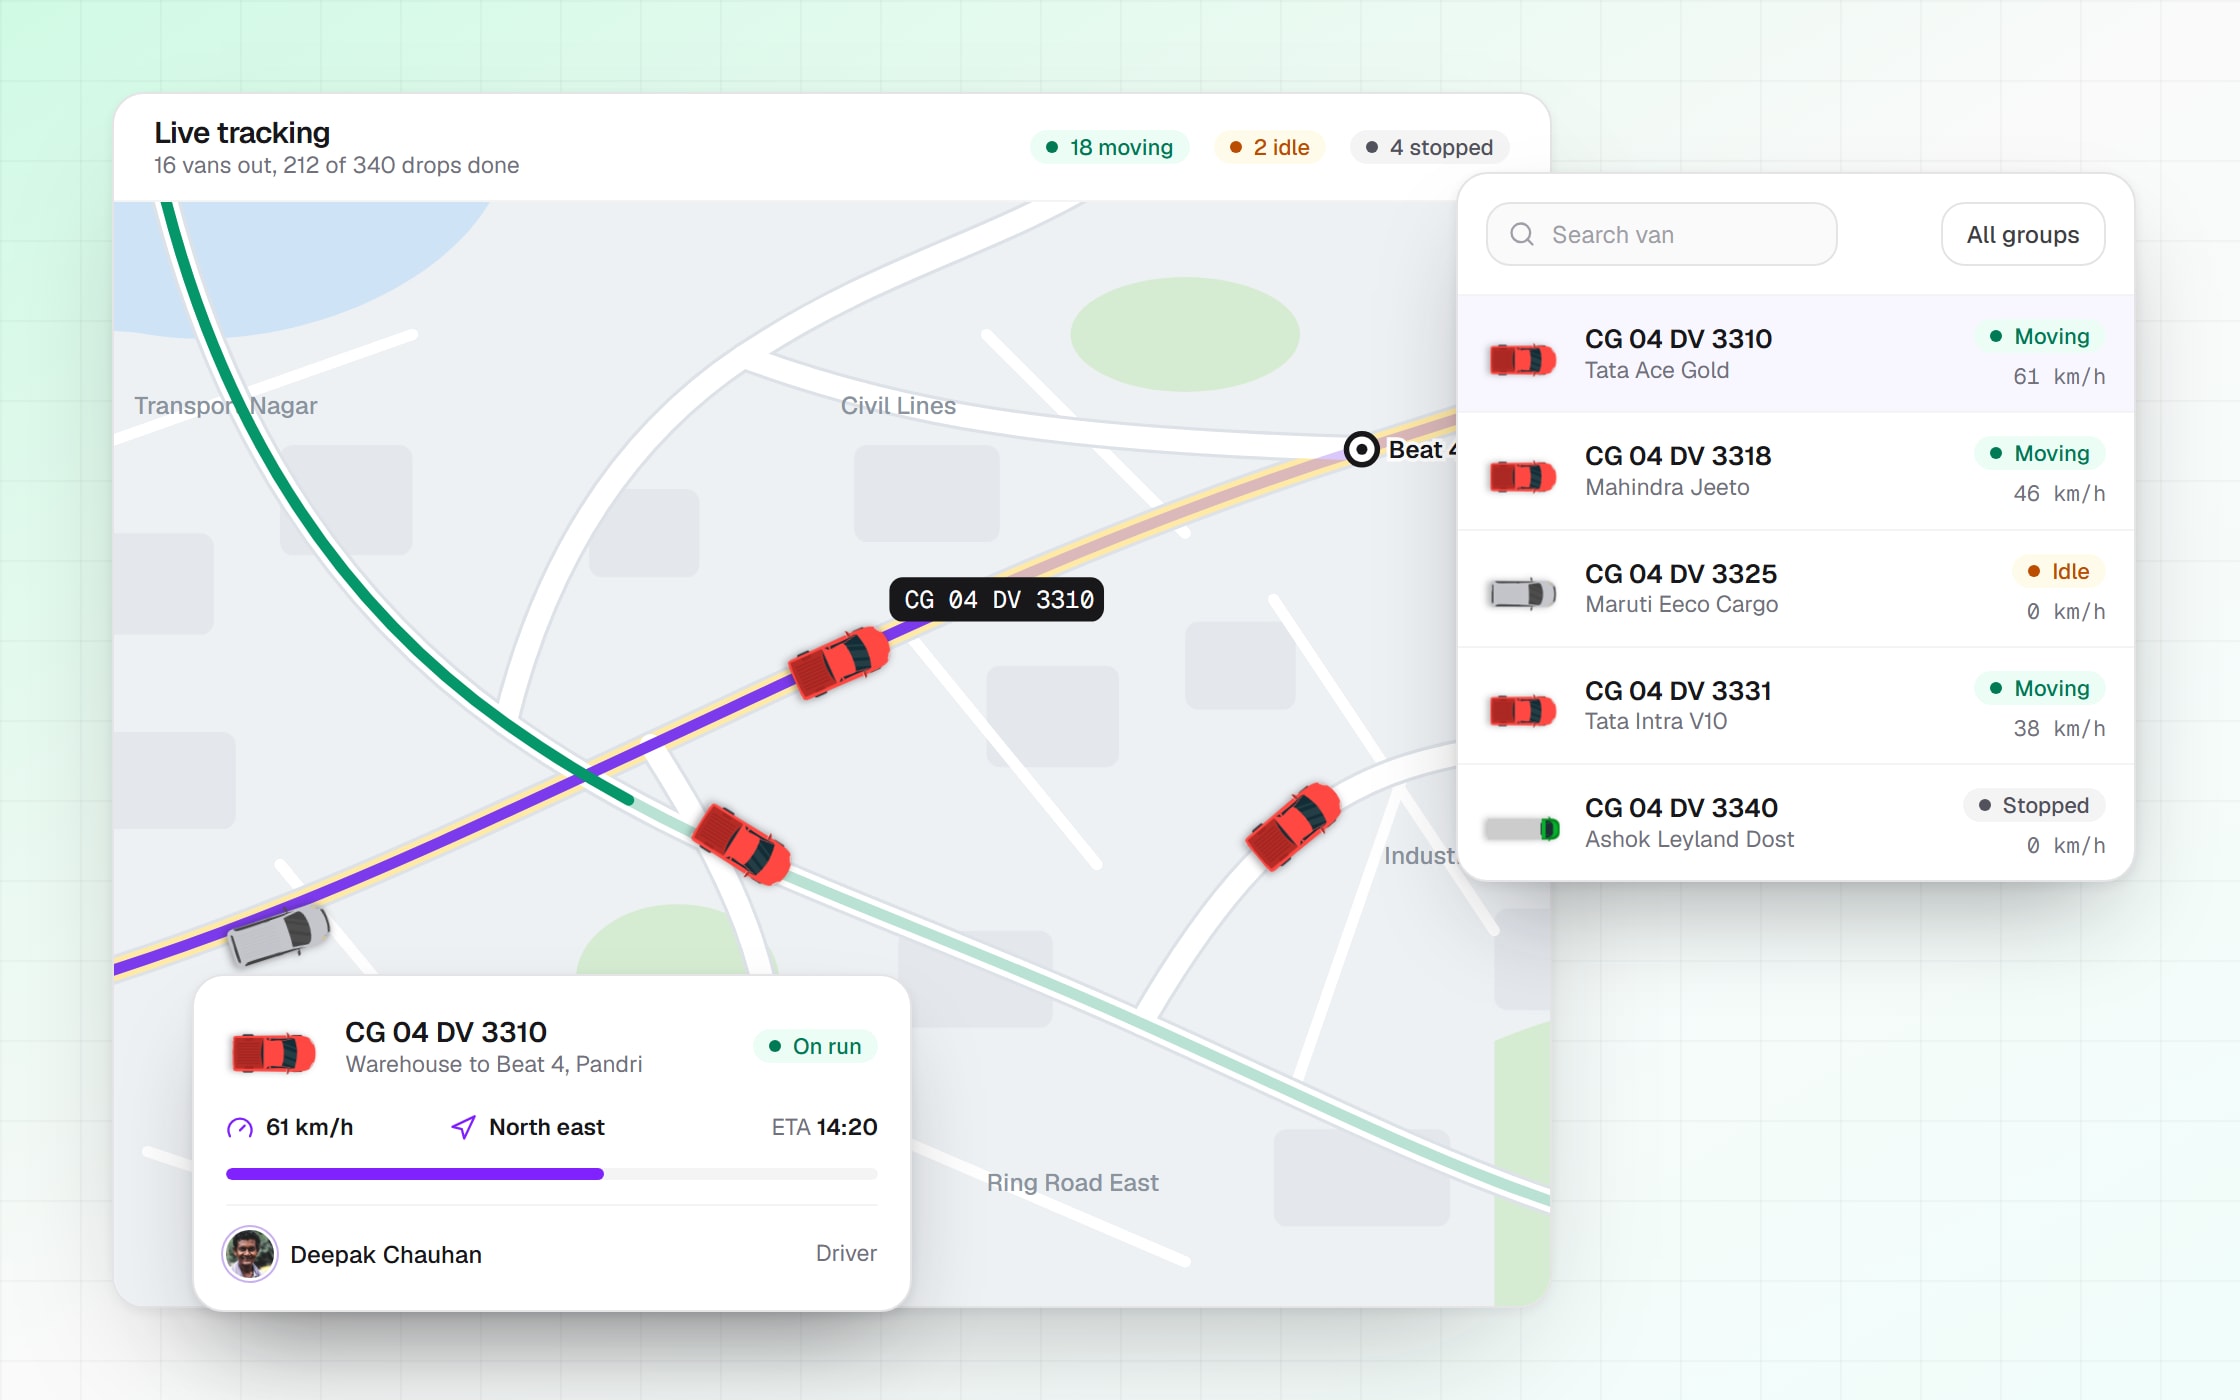 Live tracking
16 vans out, 212 of 340 drops done
18 moving
2 idle
4 stopped
Search van
All groups
CG 04 DV 3310
Tata Ace Gold
Moving
61 km/h
CG 04 DV 3318
Mahindra Jeeto
Moving
46 km/h
CG 04 DV 3325
Maruti Eeco Cargo
Idle
0 km/h
CG 04 DV 3331
Tata Intra V10
Moving
38 km/h
CG 04 DV 3340
Ashok Leyland Dost
Stopped
0 km/h
Transport Nagar
Civil Lines
Beat 4
CG 04 DV 3310
Indust
Ring Road East
CG 04 DV 3310
Warehouse to Beat 4, Pandri
On run
61 km/h
North east
ETA 14:20
Deepak Chauhan
Driver